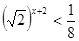 (√2)^{x+2} < 1/8